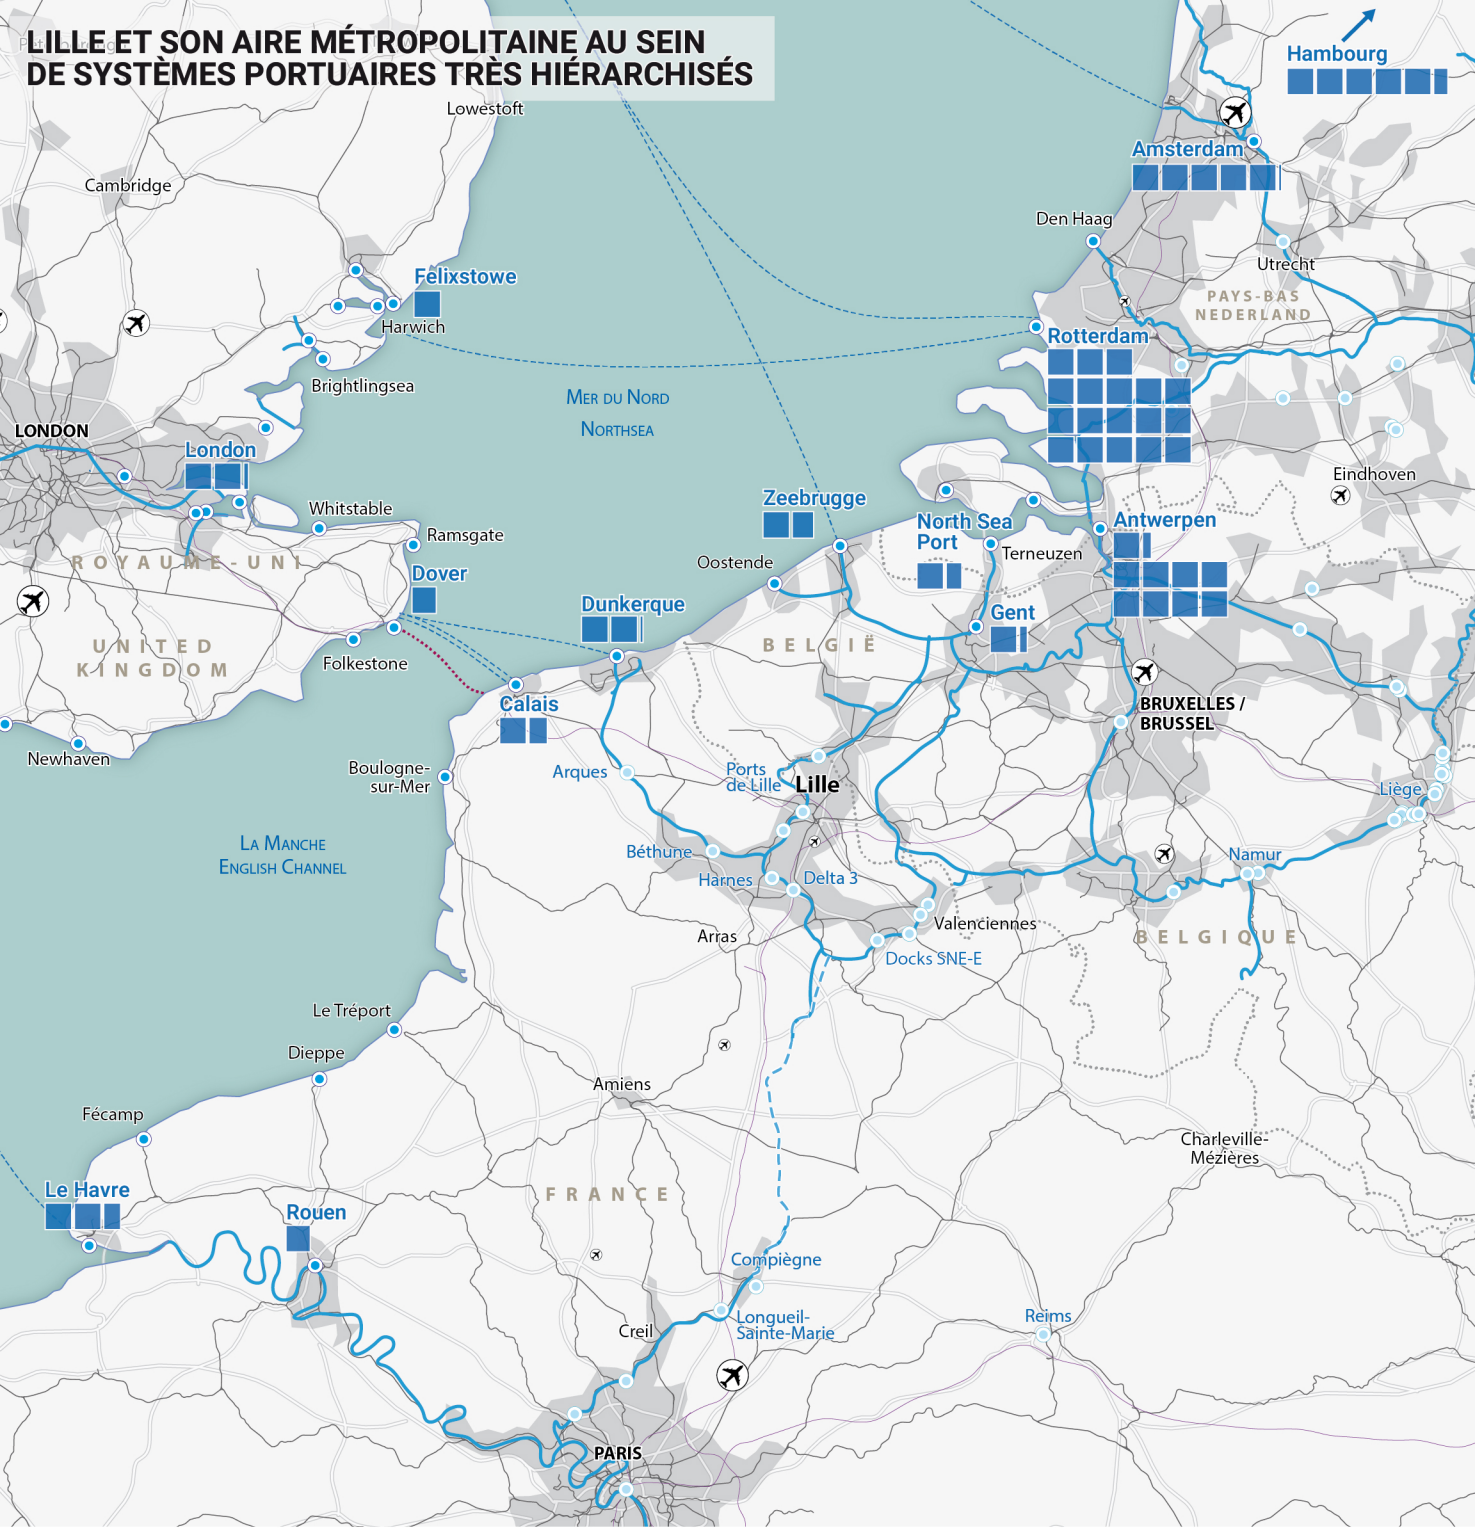 LILLE ET SON AIRE MÉTROPOLITAINE AU SEIN
DE SYSTÈMES PORTUAIRES TRÈS HIÉRARCHISÉS
Hambourg
Lowestoft
Amsterdam
Cambridge
Den Haag
Utrecht
Felixstowe
PAYS-BAS
NEDERLAND
Harwich
Rotterdam
Brightlingsea
MER DU NORD
NORTHSEA
LONDON
London
Eindhoven
Zeebrugge
Whitstable
North Sea
Port
Antwerpen
Ramsgate
Terneuzen
ROYAUME-UNI
Oostende
Dover
Dunkerque
Gent
UNITED
KINGDOM
BELGIË
Folkestone
Calais
BRUXELLES /
BRUSSEL
Newhaven
Boulogne-
sur-Mer
Arques
Ports
de Lille
Lille
Liège
LA MANCHE
ENGLISH CHANNEL
Béthune
Namur
Harnes
Delta 3
Valenciennes
Arras
BELGIQUE
Docks SNE-E
Le Tréport
Dieppe
Amiens
Fécamp
Charleville-
Mézières
Le Havre
FRANCE
Rouen
Compiègne
Longueil-
Sainte-Marie
Reims
Creil
PARIS